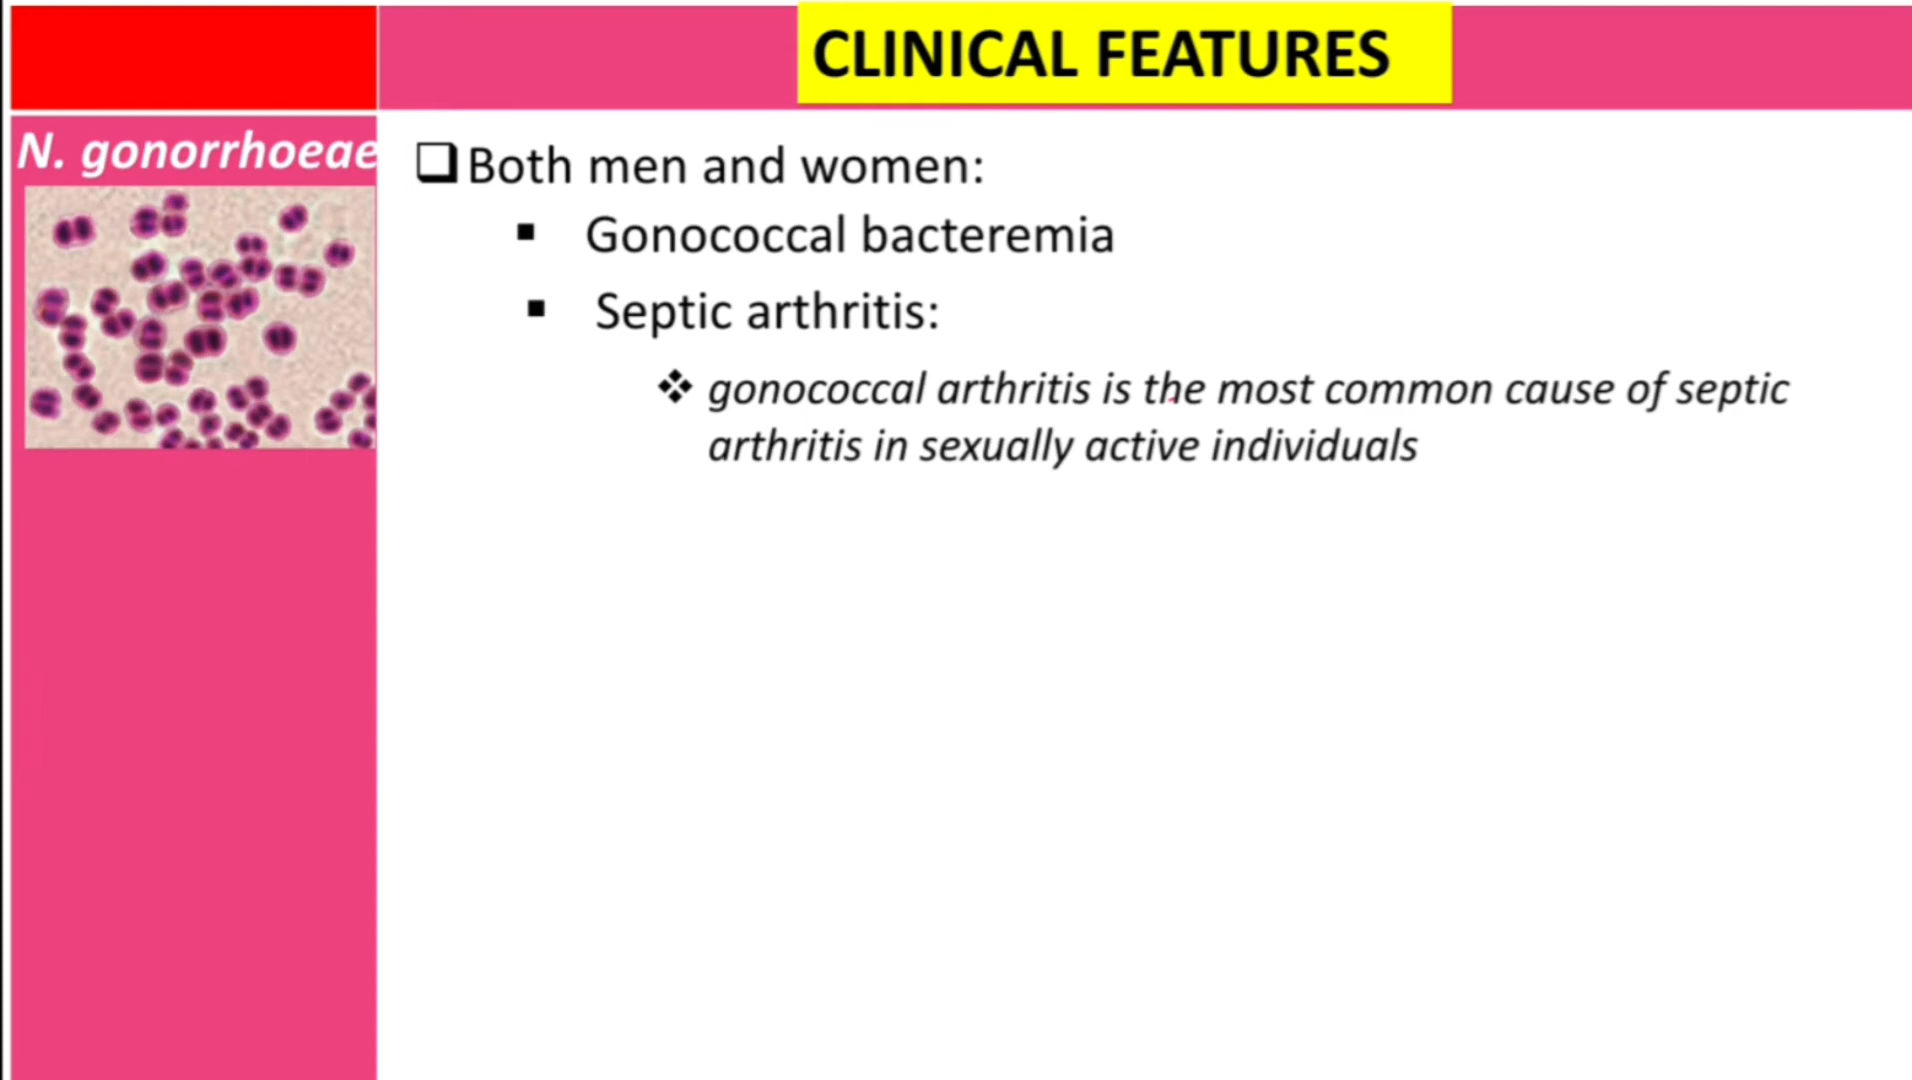 CLINICAL FEATURES
N. gonorrhoeae
Both men and women:
Gonococcal bacteremia
Septic arthritis:
gonococcal arthritis is the most common cause of septic
arthritis in sexually active individuals